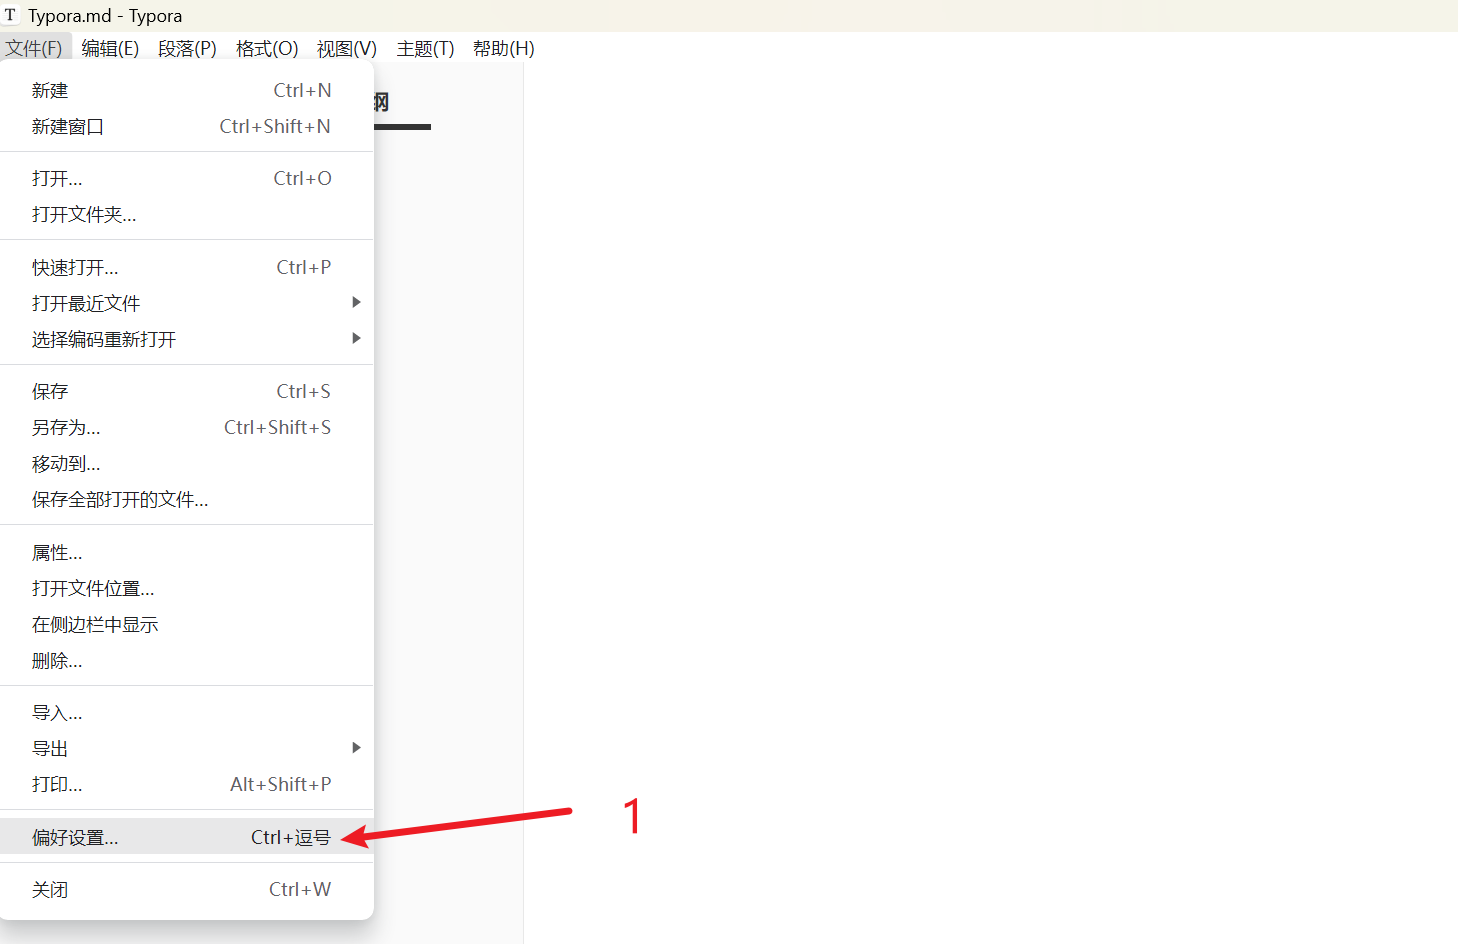 T Typora.md - Typora
文件(F) 编辑(E) 段落(P) 格式(O) 视图(V) 主题(T) 帮助(H)
新建 Ctrl+N
纲
新建窗口 Ctrl+Shift+N
打开... Ctrl+O
打开文件夹...
快速打开... Ctrl+P
打开最近文件
选择编码重新打开
保存 Ctrl+S
另存为... Ctrl+Shift+S
移动到...
保存全部打开的文件...
属性...
打开文件位置...
在侧边栏中显示
删除...
导入...
导出
打印... Alt+Shift+P
偏好设置... Ctrl+逗号
1
关闭 Ctrl+W